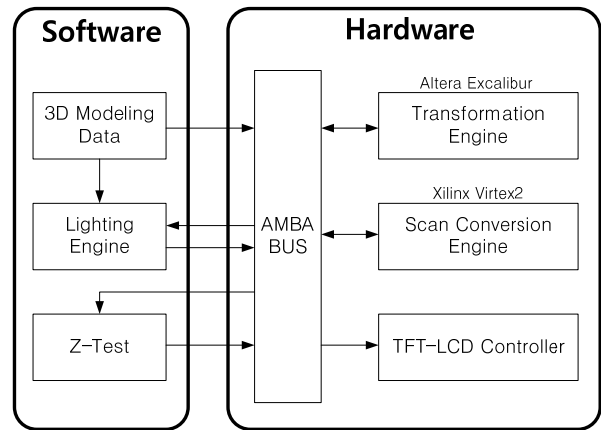 Software
Hardware
3D Modeling
Data
Lighting
Engine
Z-Test
AMBA
BUS
Altera Excalibur
Transformation
Engine
Xilinx Virtex2
Scan Conversion
Engine
TFT-LCD Controller